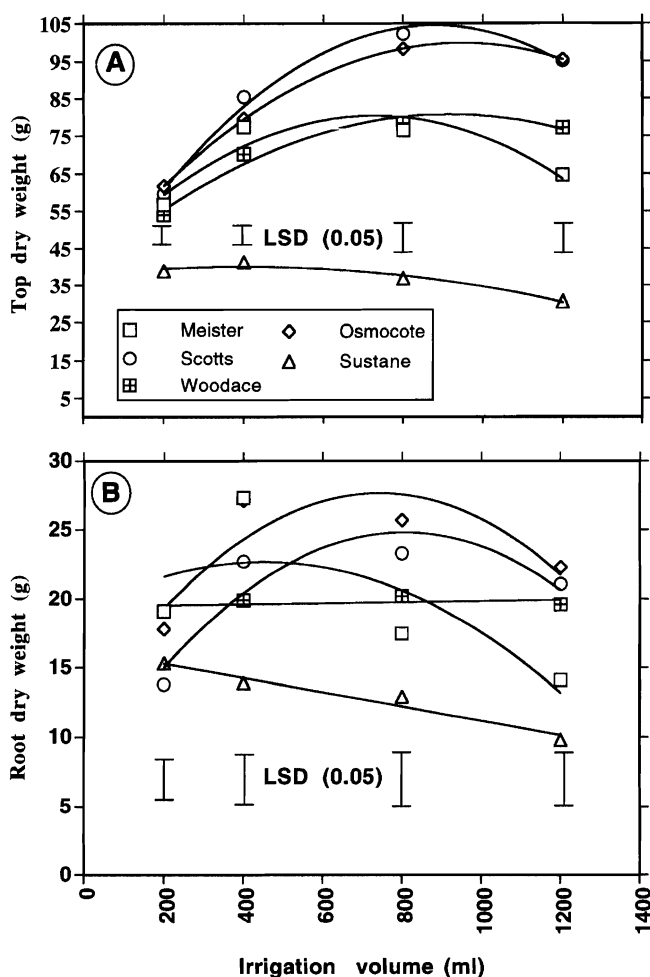 A
Top dry weight (g)
105
95
85
75
65
55
45
35
25
15
5
LSD (0.05)
Meister
Osmocote
Scotts
Sustane
Woodace
B
Root dry weight (g)
30
25
20
15
10
5
0
LSD (0.05)
0
200
400
600
800
1000
1200
1400
Irrigation volume (ml)